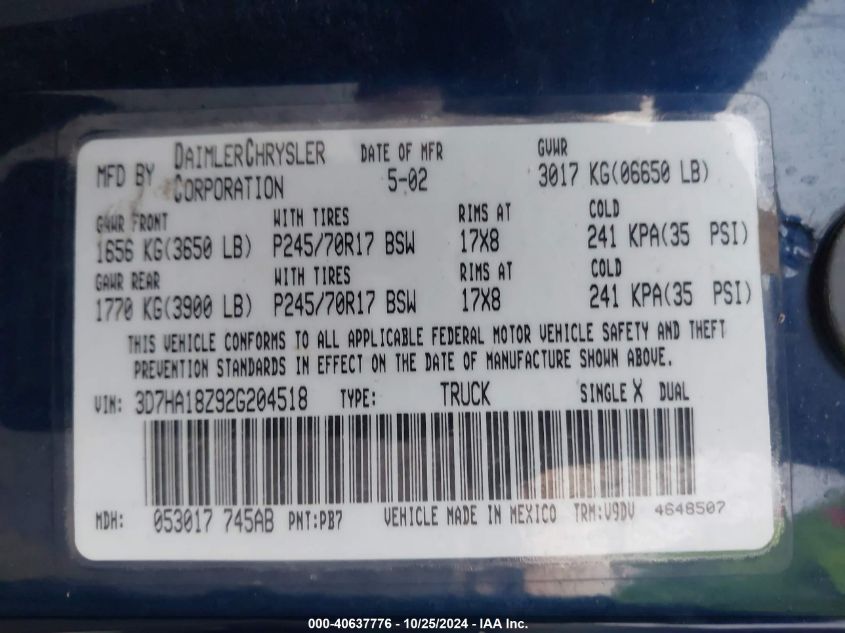 MFD BY DAIMLERCHRYSLER CORPORATION DATE OF MFR 5-02 GVWR 3017 KG(06650 LB)
GAWR FRONT WITH TIRES RIMS AT COLD
1656 KG(3650 LB) P245/70R17 BSW 17X8 241 KPA(35 PSI)
GAWR REAR WITH TIRES RIMS AT COLD
1770 KG(3900 LB) P245/70R17 BSW 17X8 241 KPA(35 PSI)
THIS VEHICLE CONFORMS TO ALL APPLICABLE FEDERAL MOTOR VEHICLE SAFETY AND THEFT
PREVENTION STANDARDS IN EFFECT ON THE DATE OF MANUFACTURE SHOWN ABOVE.
VIN: 3D7HA18Z92G204518 TYPE: TRUCK SINGLE X DUAL
MDH: 053017 745AB PNT:PB7 VEHICLE MADE IN MEXICO TRM:V9DV 4648507
000-40637776 - 10/25/2024 - IAA Inc.